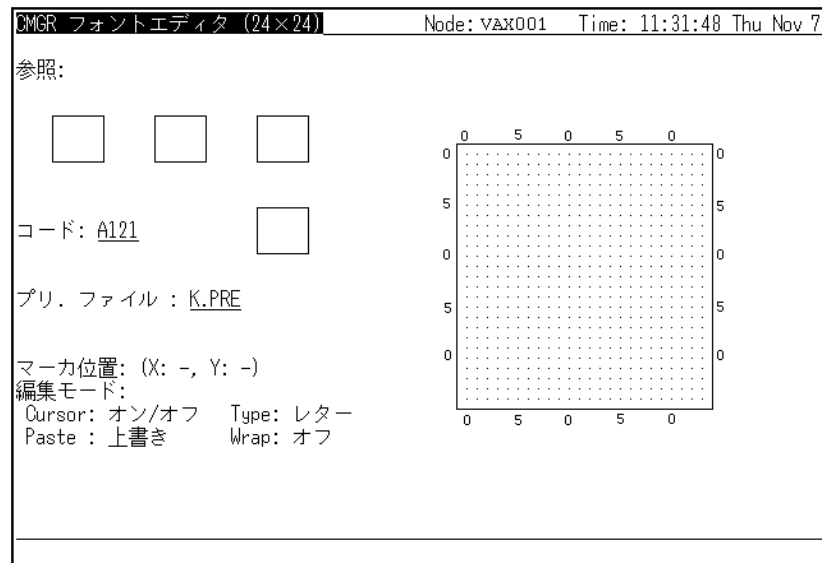 CMGR フォントエディタ (24×24) Node: VAX001 Time: 11:31:48 Thu Nov 7
参照:
0 5 0 5 0
0 0
5 5
コード: A121
0 0
プリ. ファイル : K.PRE
5 5
0 0
マーカ位置: (X: -, Y: -)
編集モード:
Cursor: オン/オフ Type: レター
0 5 0 5 0
Paste : 上書き Wrap: オフ